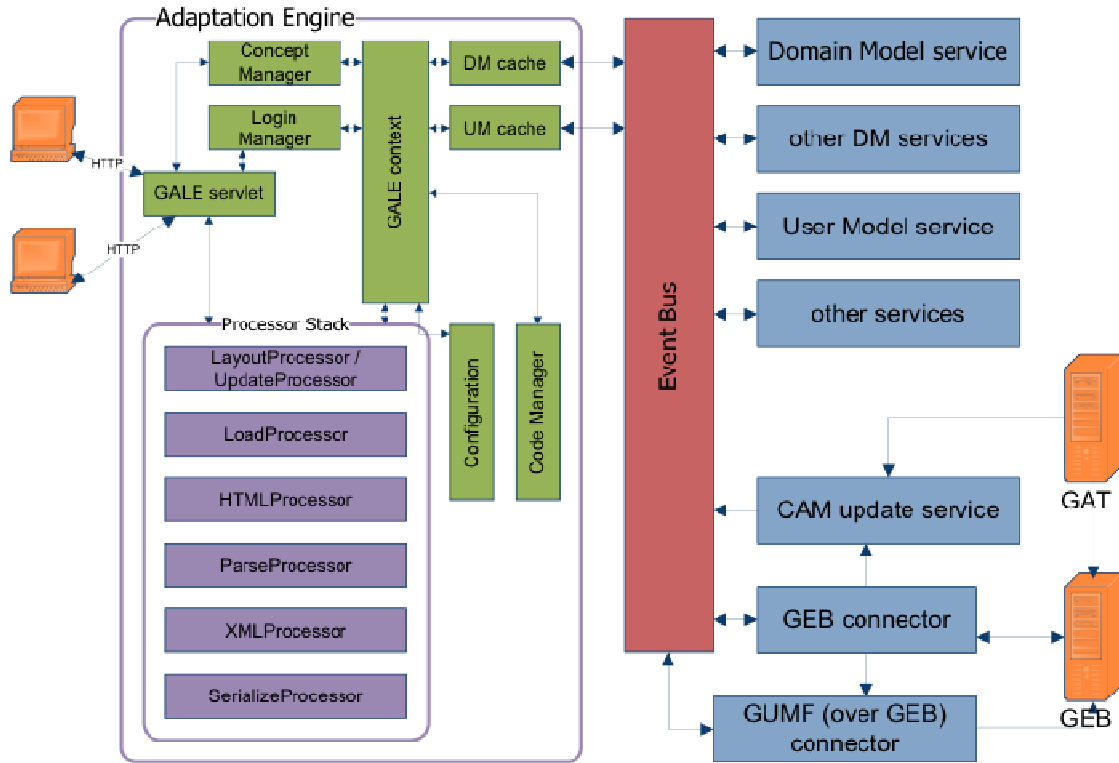 Adaptation Engine
Concept
Manager
Login
Manager
GALE servlet
GALE context
DM cache
UM cache
HTTP
HTTP
Processor Stack
LayoutProcessor /
UpdateProcessor
LoadProcessor
HTMLProcessor
ParseProcessor
XMLProcessor
SerializeProcessor
Configuration
Code Manager
Event Bus
Domain Model service
other DM services
User Model service
other services
CAM update service
GEB connector
GUMF (over GEB)
connector
GAT
GEB